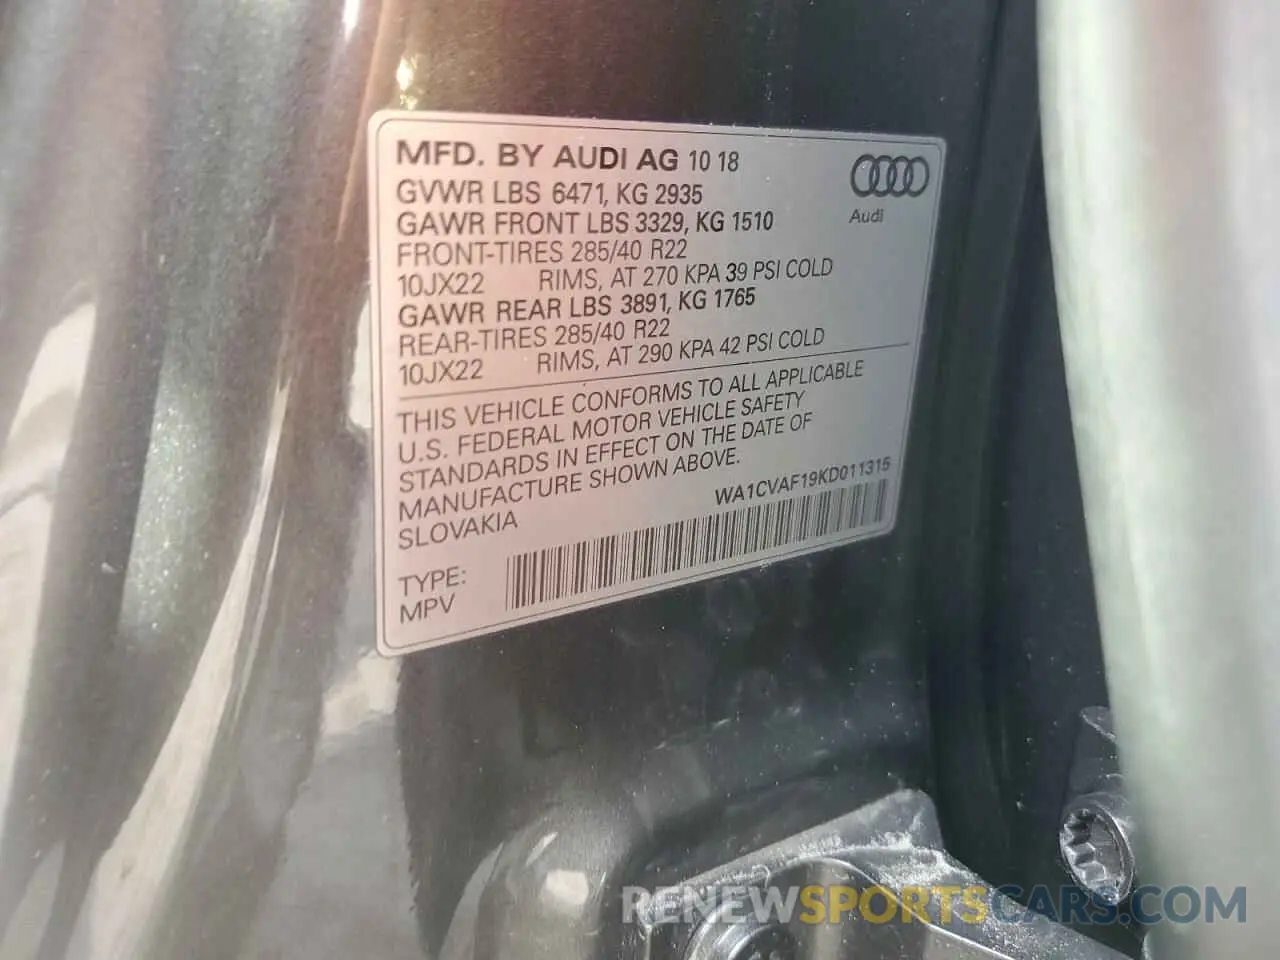 MFD. BY AUDI AG 10 18
GVWR LBS 6471, KG 2935
GAWR FRONT LBS 3329, KG 1510
FRONT-TIRES 285/40 R22
10JX22 RIMS, AT 270 KPA 39 PSI COLD
GAWR REAR LBS 3891, KG 1765
REAR-TIRES 285/40 R22
10JX22 RIMS, AT 290 KPA 42 PSI COLD
Audi
THIS VEHICLE CONFORMS TO ALL APPLICABLE
U.S. FEDERAL MOTOR VEHICLE SAFETY
STANDARDS IN EFFECT ON THE DATE OF
MANUFACTURE SHOWN ABOVE.
SLOVAKIA
WA1CVAF19KD011315
TYPE:
MPV
RENEWSPORTSCARS.COM